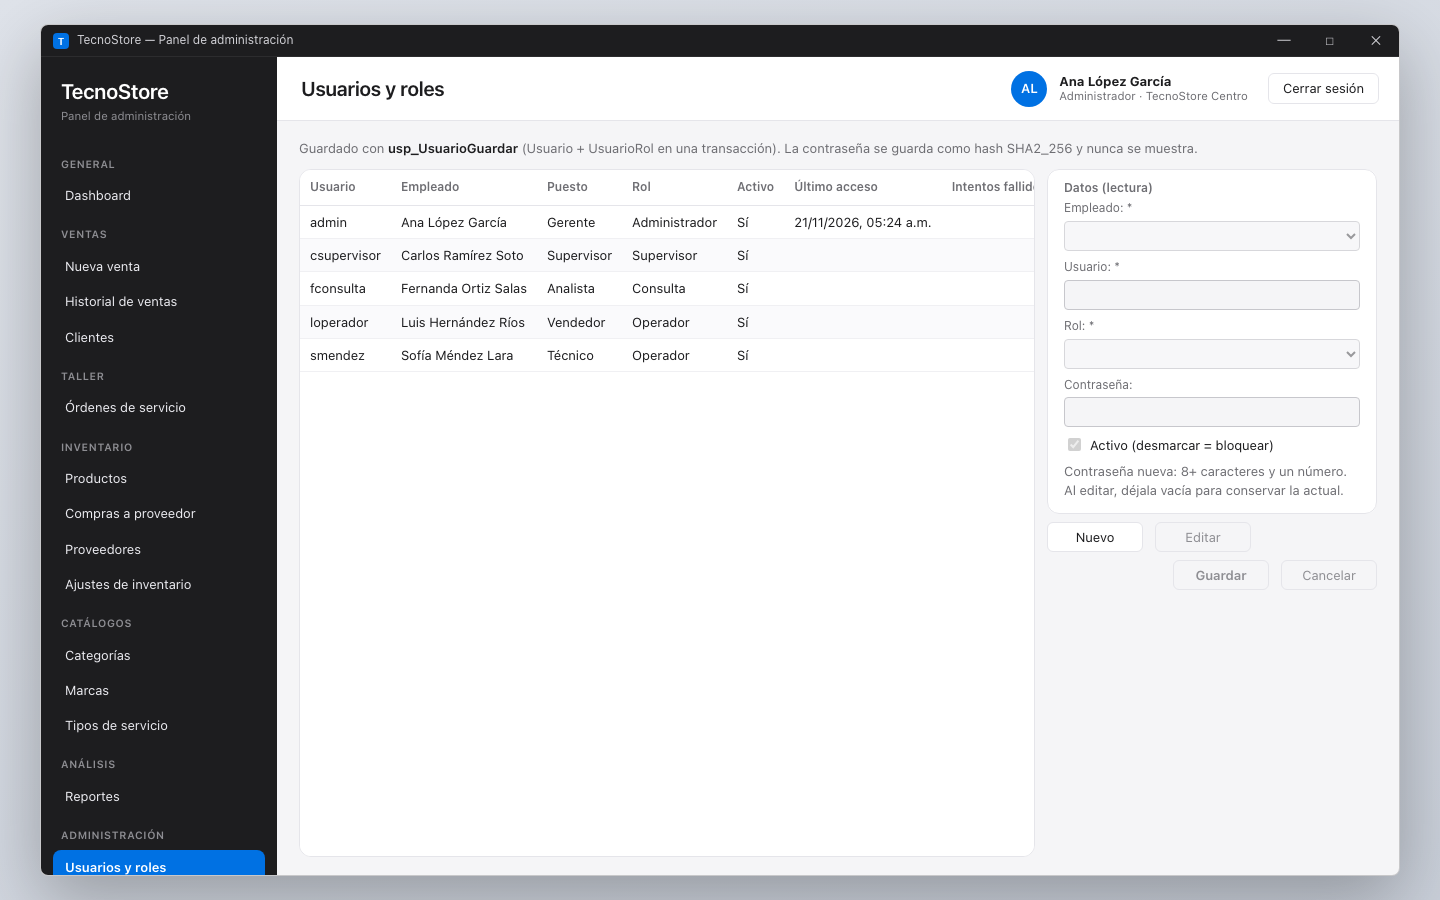 T TecnoStore — Panel de administración
TecnoStore
Panel de administración
GENERAL
Dashboard
VENTAS
Nueva venta
Historial de ventas
Clientes
TALLER
Órdenes de servicio
INVENTARIO
Productos
Compras a proveedor
Proveedores
Ajustes de inventario
CATÁLOGOS
Categorías
Marcas
Tipos de servicio
ANÁLISIS
Reportes
ADMINISTRACIÓN
Usuarios y roles
Usuarios y roles
AL
Ana López García
Administrador · TecnoStore Centro
Cerrar sesión
Guardado con usp_UsuarioGuardar (Usuario + UsuarioRol en una transacción). La contraseña se guarda como hash SHA2_256 y nunca se muestra.
Usuario Empleado Puesto Rol Activo Último acceso Intentos fallid
admin Ana López García Gerente Administrador Sí 21/11/2026, 05:24 a.m.
csupervisor Carlos Ramírez Soto Supervisor Supervisor Sí
fconsulta Fernanda Ortiz Salas Analista Consulta Sí
loperador Luis Hernández Ríos Vendedor Operador Sí
smendez Sofía Méndez Lara Técnico Operador Sí
Datos (lectura)
Empleado: *
Usuario: *
Rol: *
Contraseña:
Activo (desmarcar = bloquear)
Contraseña nueva: 8+ caracteres y un número.
Al editar, déjala vacía para conservar la actual.
Nuevo Editar
Guardar Cancelar